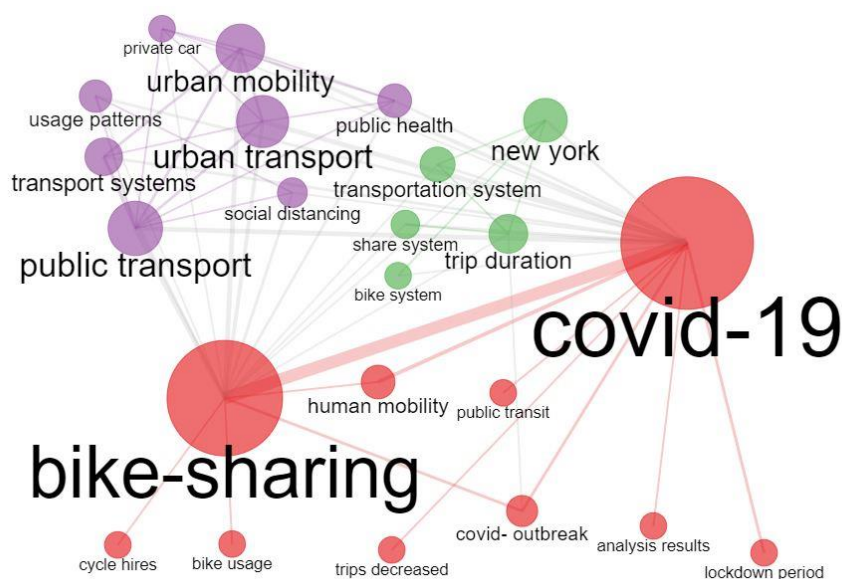 private car
urban mobility
usage patterns
public health
urban transport
new york
transport systems
transportation system
social distancing
share system
trip duration
public transport
bike system
covid-19
human mobility
public transit
bike-sharing
covid- outbreak
analysis results
cycle hires
bike usage
trips decreased
lockdown period